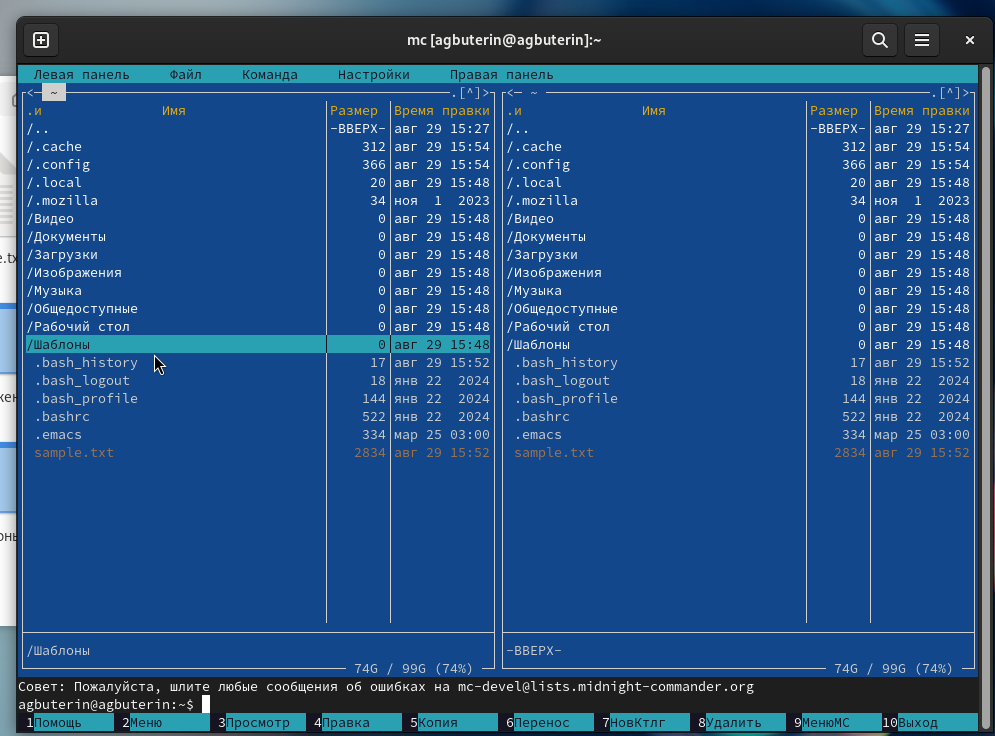 mc [agbuterin@agbuterin]:~
Левая панель Файл Команда Настройки Правая панель
<─ ~ .[^]> <─ ~ .[^]>
.и Имя Размер Время правки .и Имя Размер Время правки
/.. -ВВЕРХ- авг 29 15:27 /.. -ВВЕРХ- авг 29 15:27
/.cache 312 авг 29 15:54 /.cache 312 авг 29 15:54
/.config 366 авг 29 15:54 /.config 366 авг 29 15:54
/.local 20 авг 29 15:48 /.local 20 авг 29 15:48
/.mozilla 34 ноя 1 2023 /.mozilla 34 ноя 1 2023
/Видео 0 авг 29 15:48 /Видео 0 авг 29 15:48
/Документы 0 авг 29 15:48 /Документы 0 авг 29 15:48
/Загрузки 0 авг 29 15:48 /Загрузки 0 авг 29 15:48
/Изображения 0 авг 29 15:48 /Изображения 0 авг 29 15:48
/Музыка 0 авг 29 15:48 /Музыка 0 авг 29 15:48
/Общедоступные 0 авг 29 15:48 /Общедоступные 0 авг 29 15:48
/Рабочий стол 0 авг 29 15:48 /Рабочий стол 0 авг 29 15:48
/Шаблоны 0 авг 29 15:48 /Шаблоны 0 авг 29 15:48
.bash_history 17 авг 29 15:52 .bash_history 17 авг 29 15:52
.bash_logout 18 янв 22 2024 .bash_logout 18 янв 22 2024
.bash_profile 144 янв 22 2024 .bash_profile 144 янв 22 2024
.bashrc 522 янв 22 2024 .bashrc 522 янв 22 2024
.emacs 334 мар 25 03:00 .emacs 334 мар 25 03:00
sample.txt 2834 авг 29 15:52 sample.txt 2834 авг 29 15:52
/Шаблоны -ВВЕРХ-
74G / 99G (74%) 74G / 99G (74%)
Совет: Пожалуйста, шлите любые сообщения об ошибках на mc-devel@lists.midnight-commander.org
agbuterin@agbuterin:~$
1Помощь 2Меню 3Просмотр 4Правка 5Копия 6Перенос 7НовКтлг 8Удалить 9МенюМС 10Выход